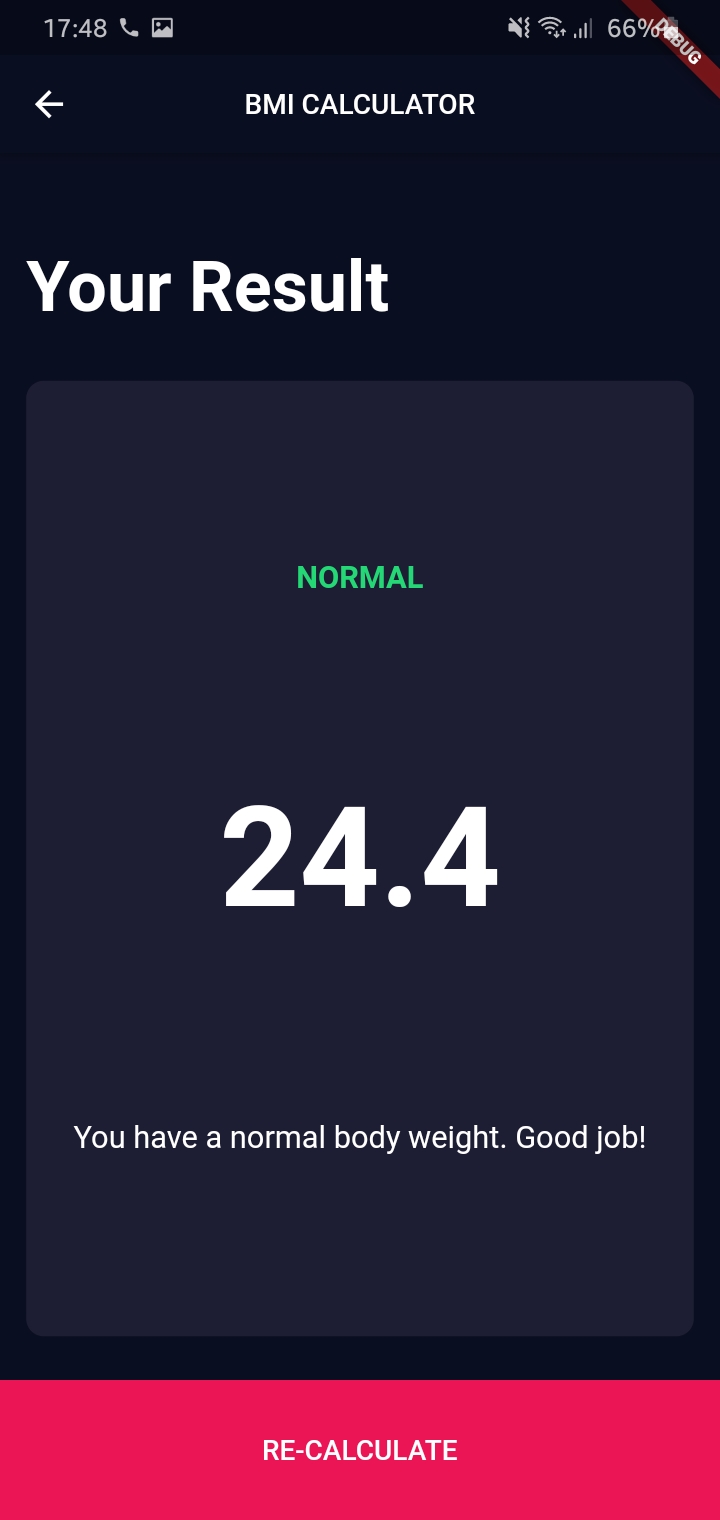 17:48 66%
DEBUG
BMI CALCULATOR
Your Result
NORMAL
24.4
You have a normal body weight. Good job!
RE-CALCULATE